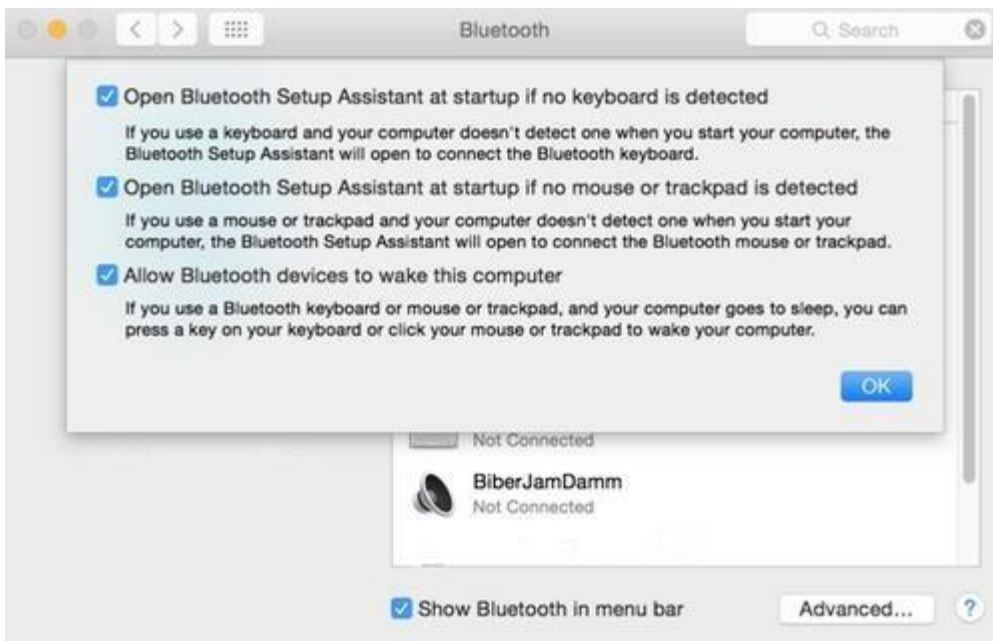 Bluetooth
Search
Open Bluetooth Setup Assistant at startup if no keyboard is detected
If you use a keyboard and your computer doesn't detect one when you start your computer, the
Bluetooth Setup Assistant will open to connect the Bluetooth keyboard.
Open Bluetooth Setup Assistant at startup if no mouse or trackpad is detected
If you use a mouse or trackpad and your computer doesn't detect one when you start your
computer, the Bluetooth Setup Assistant will open to connect the Bluetooth mouse or trackpad.
Allow Bluetooth devices to wake this computer
If you use a Bluetooth keyboard or mouse or trackpad, and your computer goes to sleep, you can
press a key on your keyboard or click your mouse or trackpad to wake your computer.
OK
Not Connected
BiberJamDamm
Not Connected
Show Bluetooth in menu bar
Advanced...
?